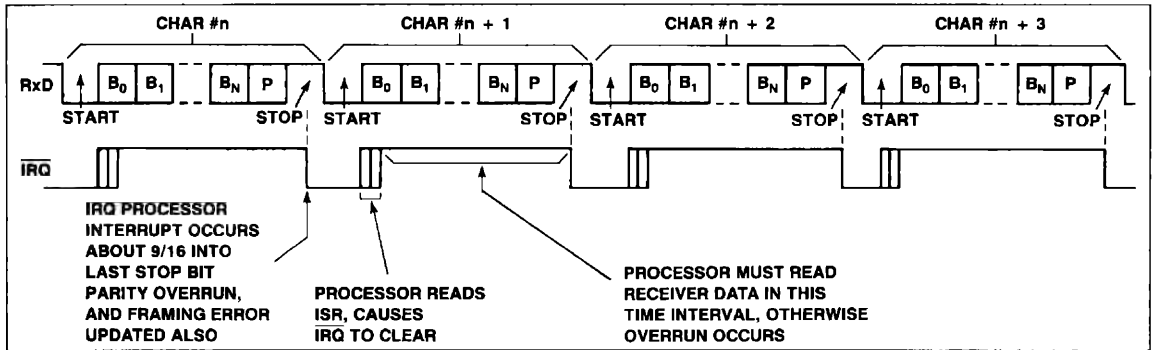 CHAR #n CHAR #n + 1 CHAR #n + 2 CHAR #n + 3
RxD B0 B1 BN P B0 B1 BN P B0 B1 BN P B0 B1 BN P
START STOP START STOP START STOP START STOP
IRQ
IRQ PROCESSOR
INTERRUPT OCCURS
ABOUT 9/16 INTO
LAST STOP BIT
PARITY OVERRUN,
AND FRAMING ERROR
UPDATED ALSO
PROCESSOR READS
ISR, CAUSES
IRQ TO CLEAR
PROCESSOR MUST READ
RECEIVER DATA IN THIS
TIME INTERVAL, OTHERWISE
OVERRUN OCCURS